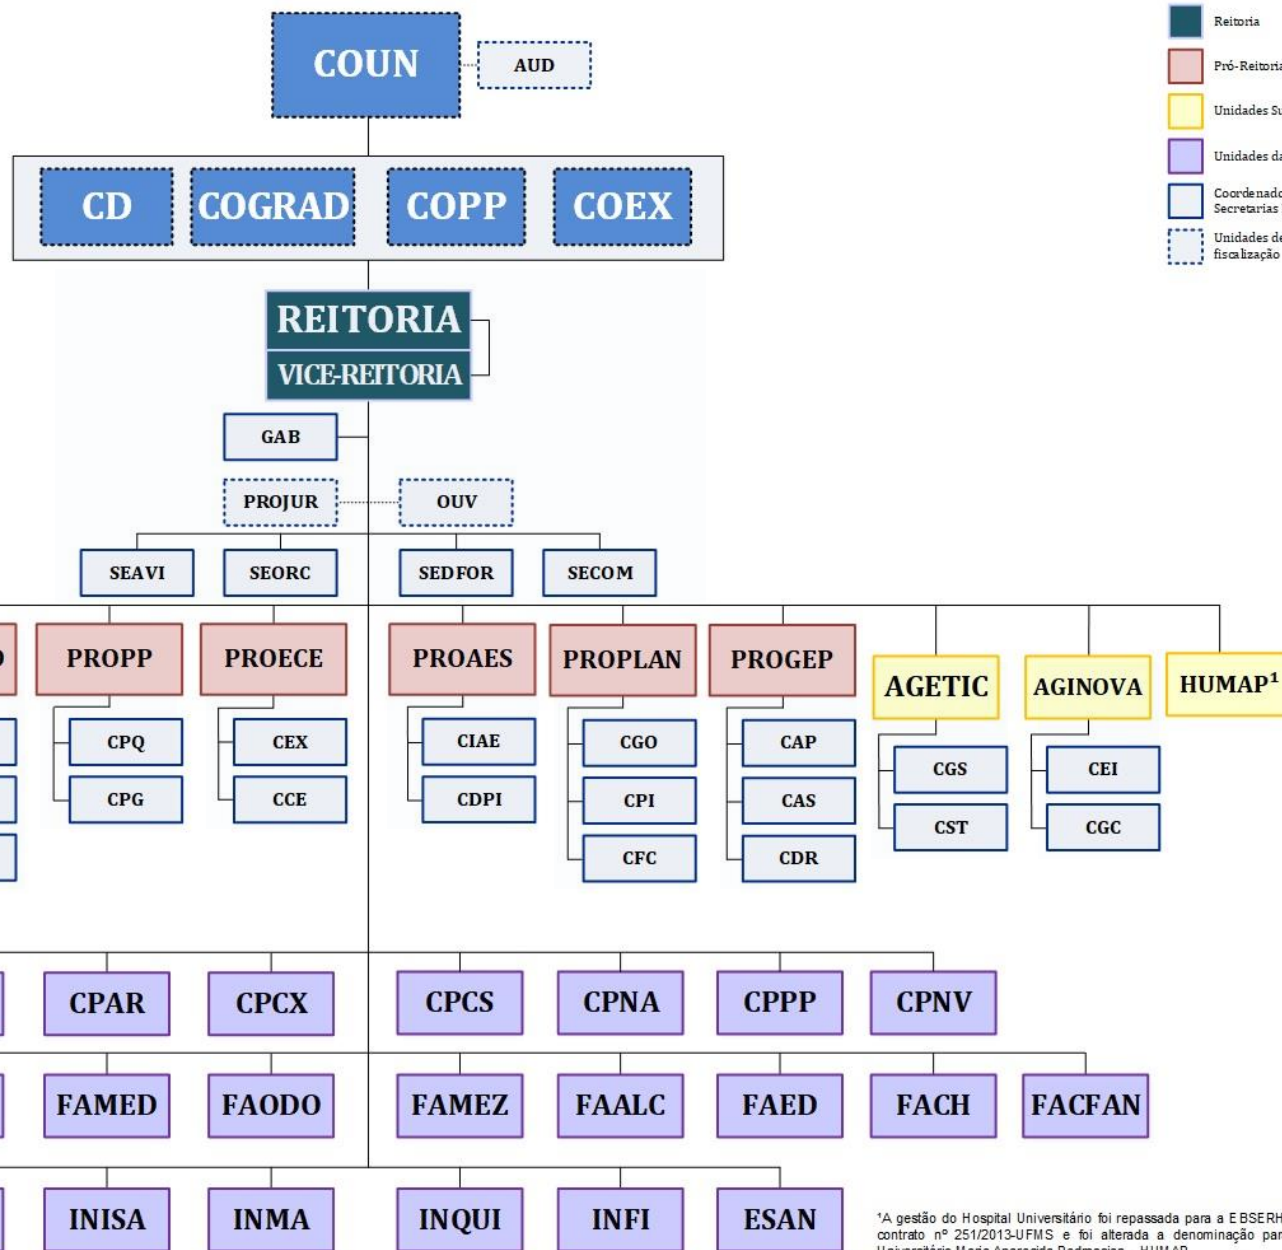 COUN
AUD
CD COGRAD COPP COEX
REITORIA
VICE-REITORIA
GAB
PROJUR OUV
SEAVI SEORC SEDFOR SECOM
PROPP PROECE PROAES PROPLAN PROGEP AGETIC AGINOVA HUMAP¹
CPQ CEX CIAE CGO CAP CGS CEI
CPG CCE CDPI CPI CAS CST CGC
CFC CDR
CPAR CPCX CPCS CPNA CPPP CPNV
FAMED FAODO FAMEZ FAALC FAED FACH FACFAN
INISA INMA INQUI INFI ESAN
Reitoria
Pró-Reitoria
Unidades Su
Unidades da
Coordenado
Secretarias
Unidades de
fiscalização
¹A gestão do Hospital Universitário foi repassada para a EBSERH
contrato nº 251/2013-UFMS e foi alterada a denominação par